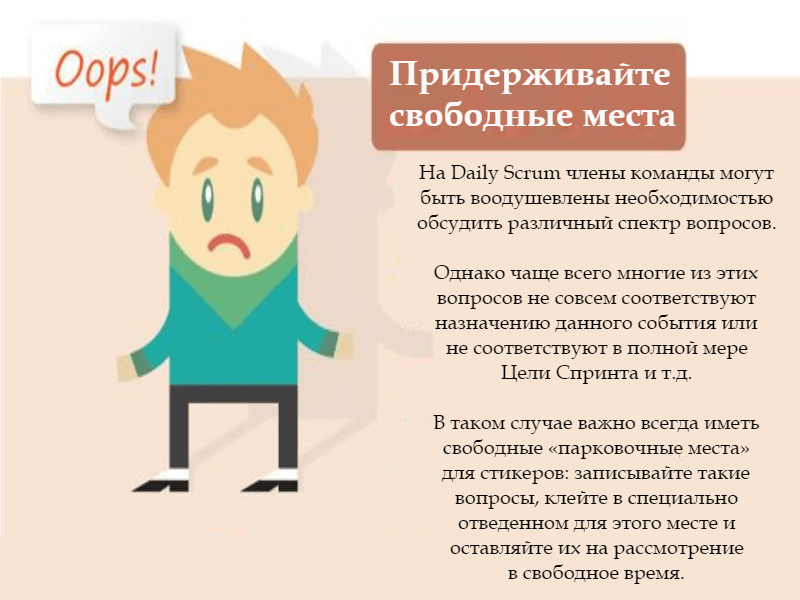 Oops!
Придерживайте
свободные места
На Daily Scrum члены команды могут
быть воодушевлены необходимостью
обсудить различный спектр вопросов.
Однако чаще всего многие из этих
вопросов не совсем соответствуют
назначению данного события или
не соответствуют в полной мере
Цели Спринта и т.д.
В таком случае важно всегда иметь
свободные «парковочные места»
для стикеров: записывайте такие
вопросы, клейте в специально
отведенном для этого месте и
оставляйте их на рассмотрение
в свободное время.